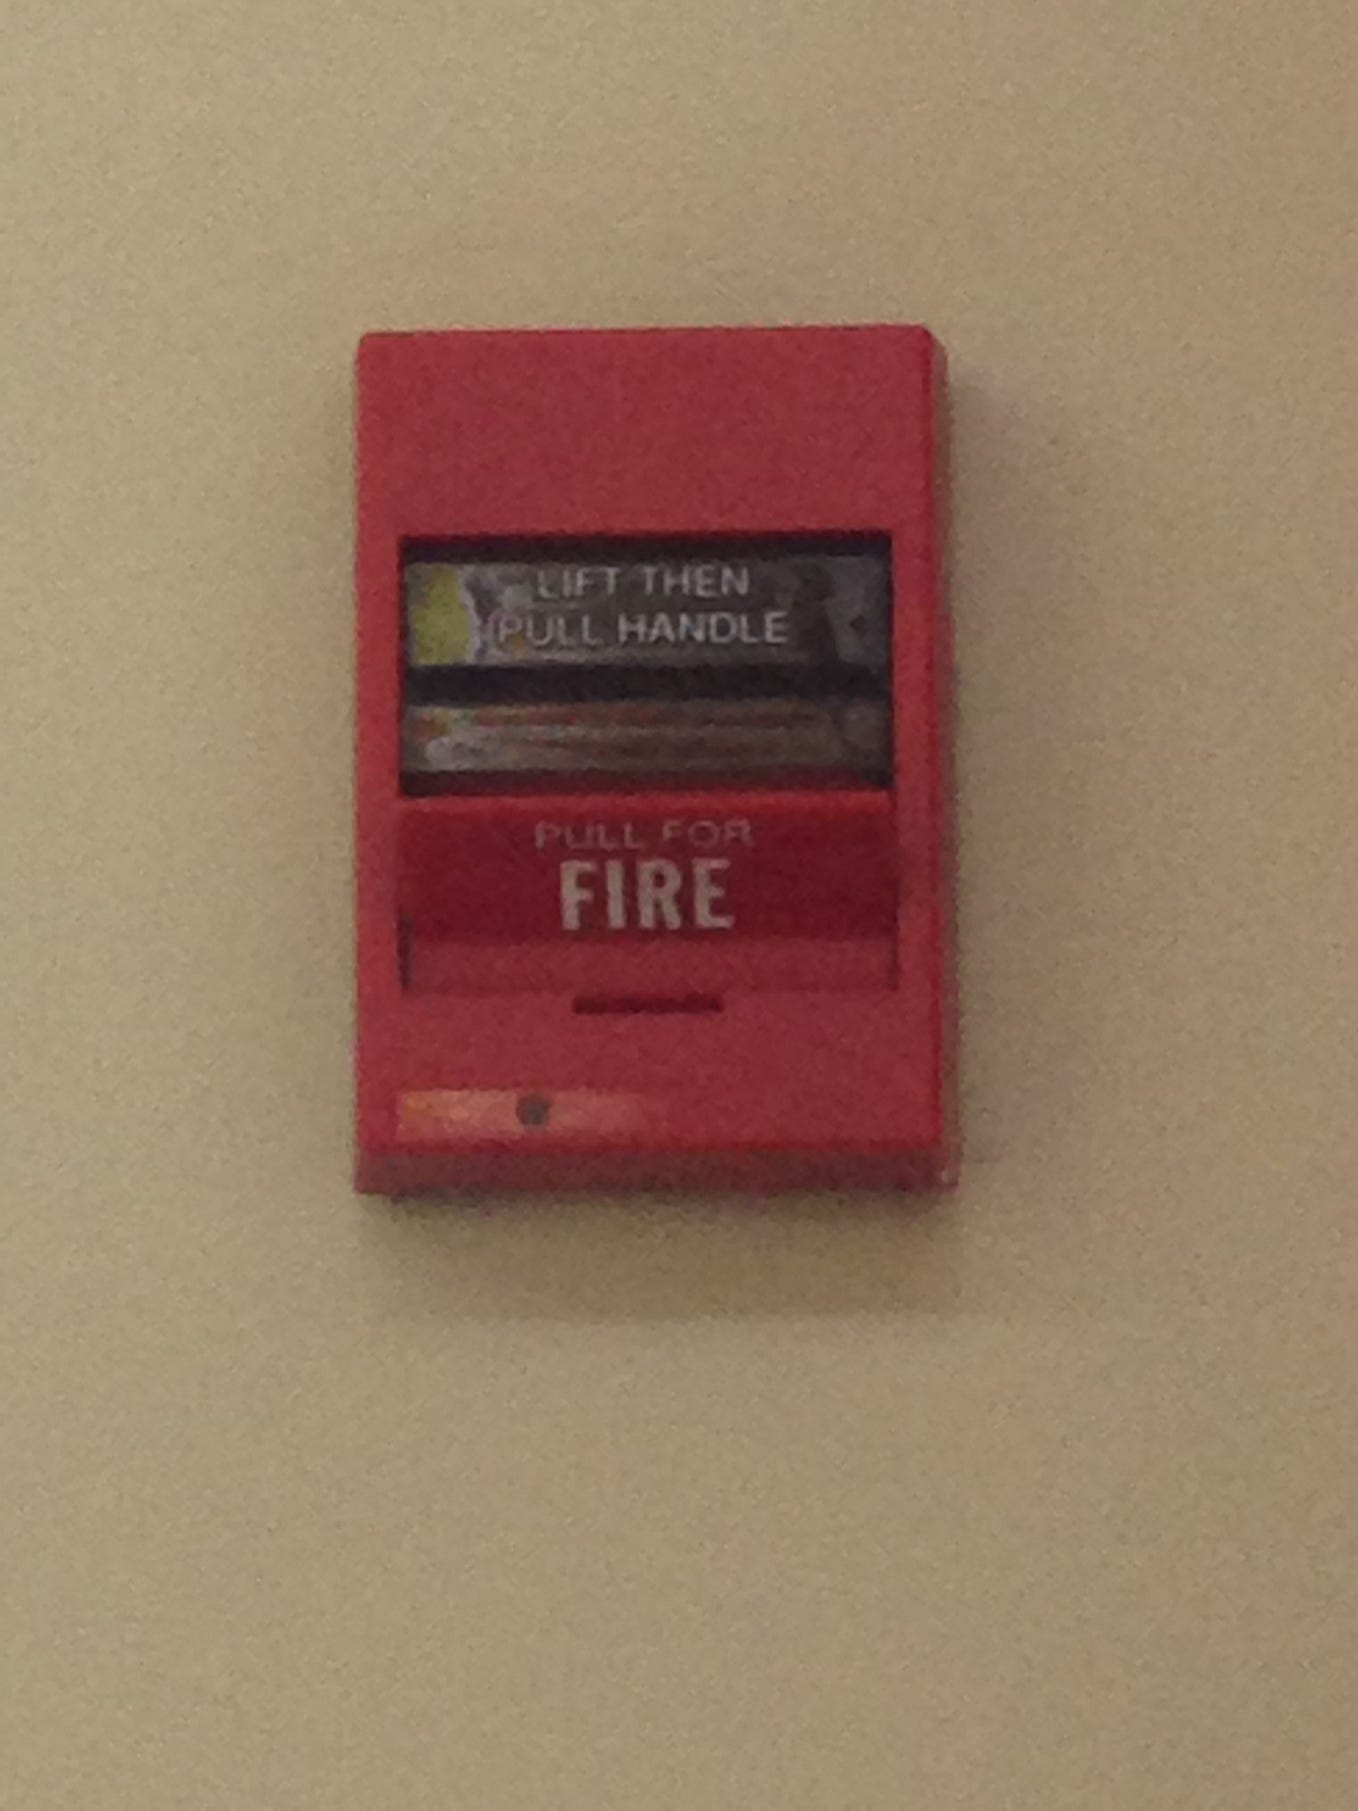 LIFT THEN
PULL HANDLE
PULL FOR
FIRE